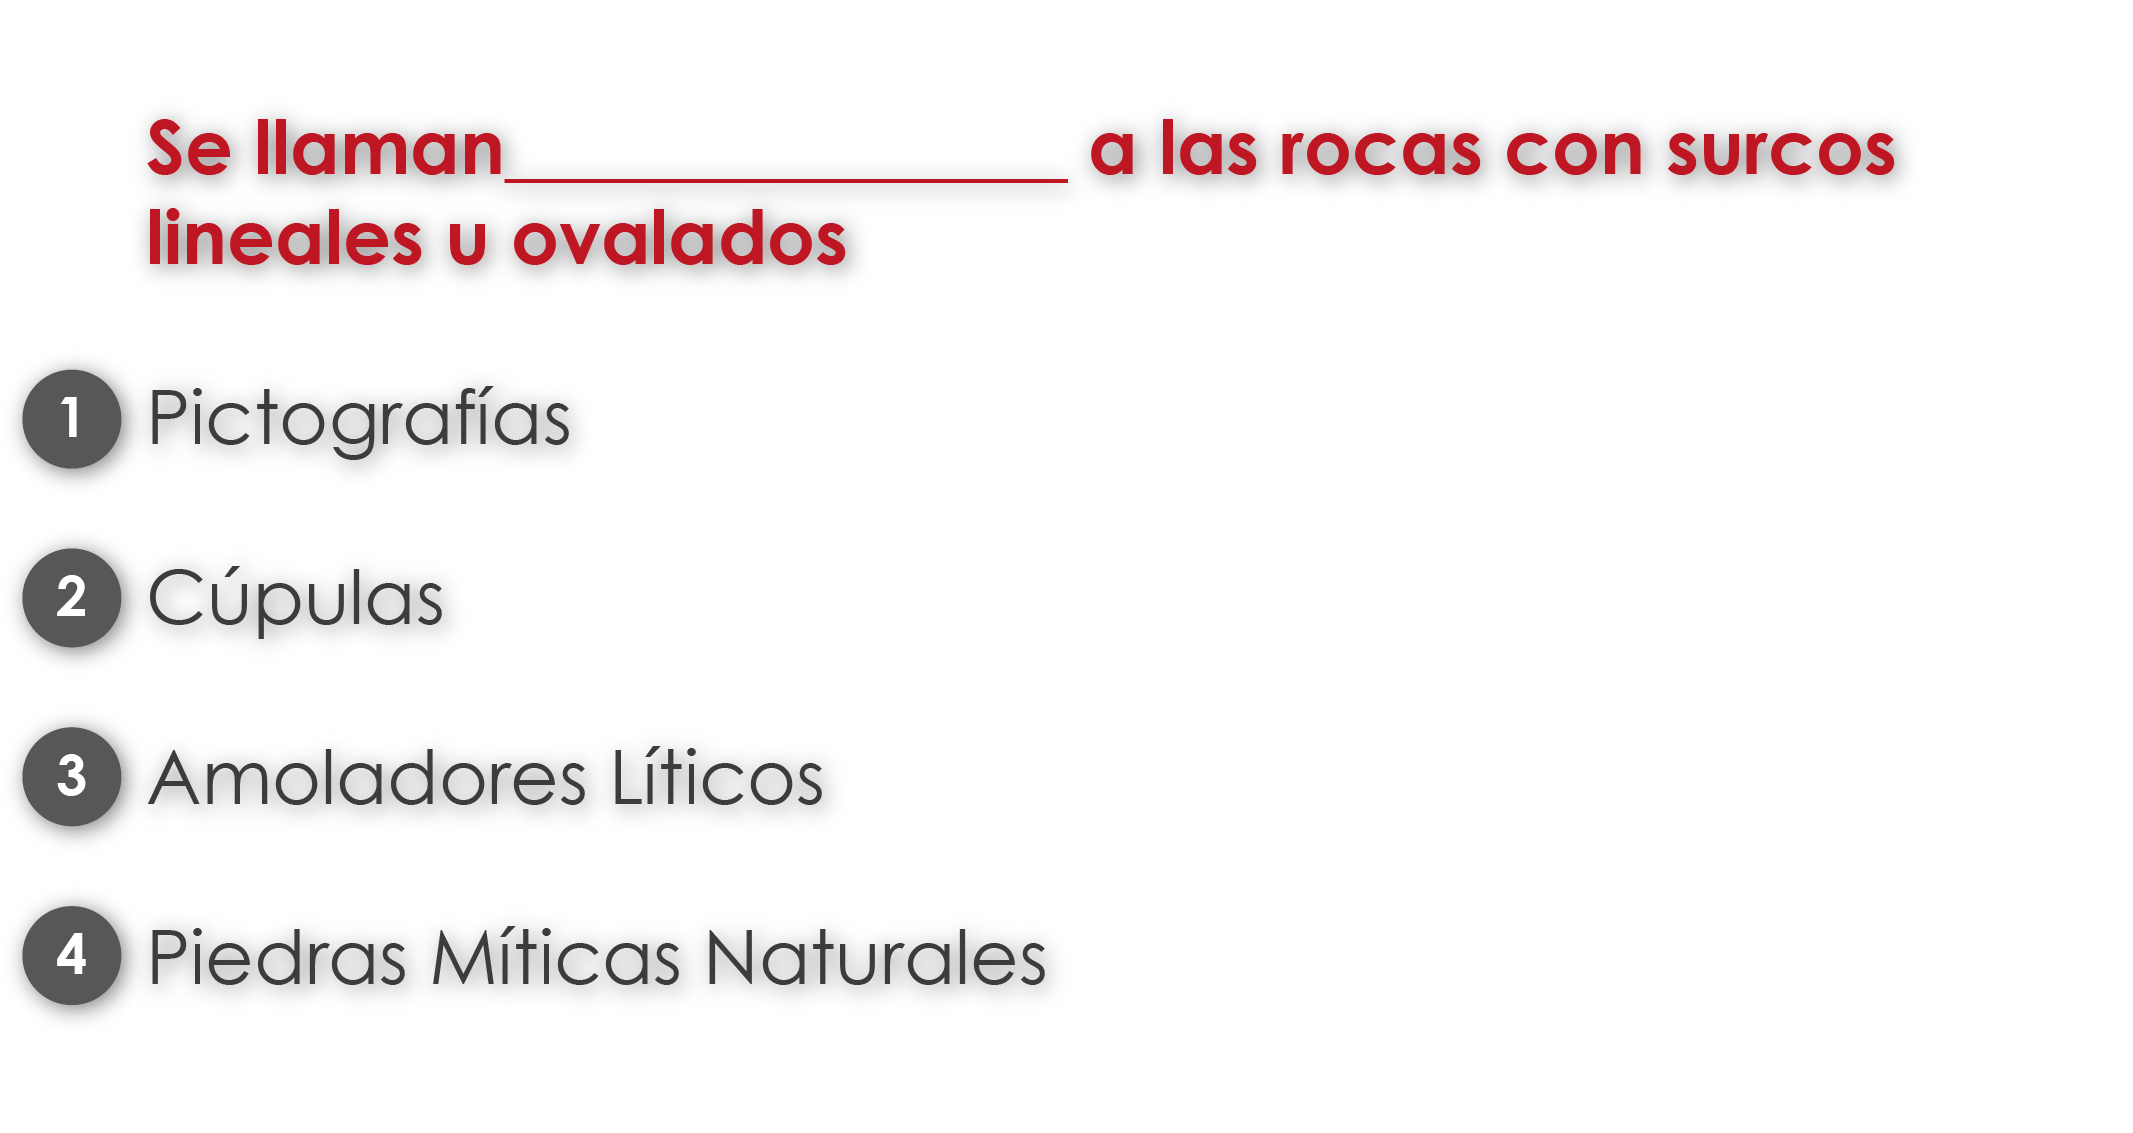 Se llaman_______________ a las rocas con surcos
lineales u ovalados
1 Pictografías
2 Cúpulas
3 Amoladores Líticos
4 Piedras Míticas Naturales